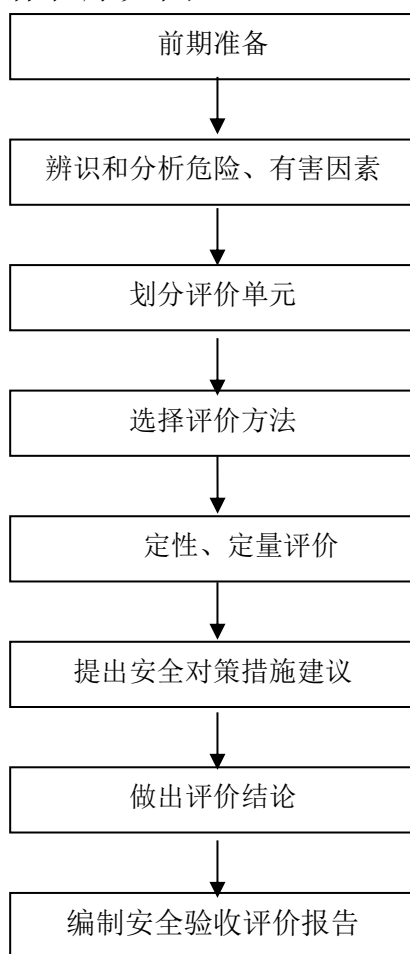 前期准备
辨识和分析危险、有害因素
划分评价单元
选择评价方法
定性、定量评价
提出安全对策措施建议
做出评价结论
编制安全验收评价报告